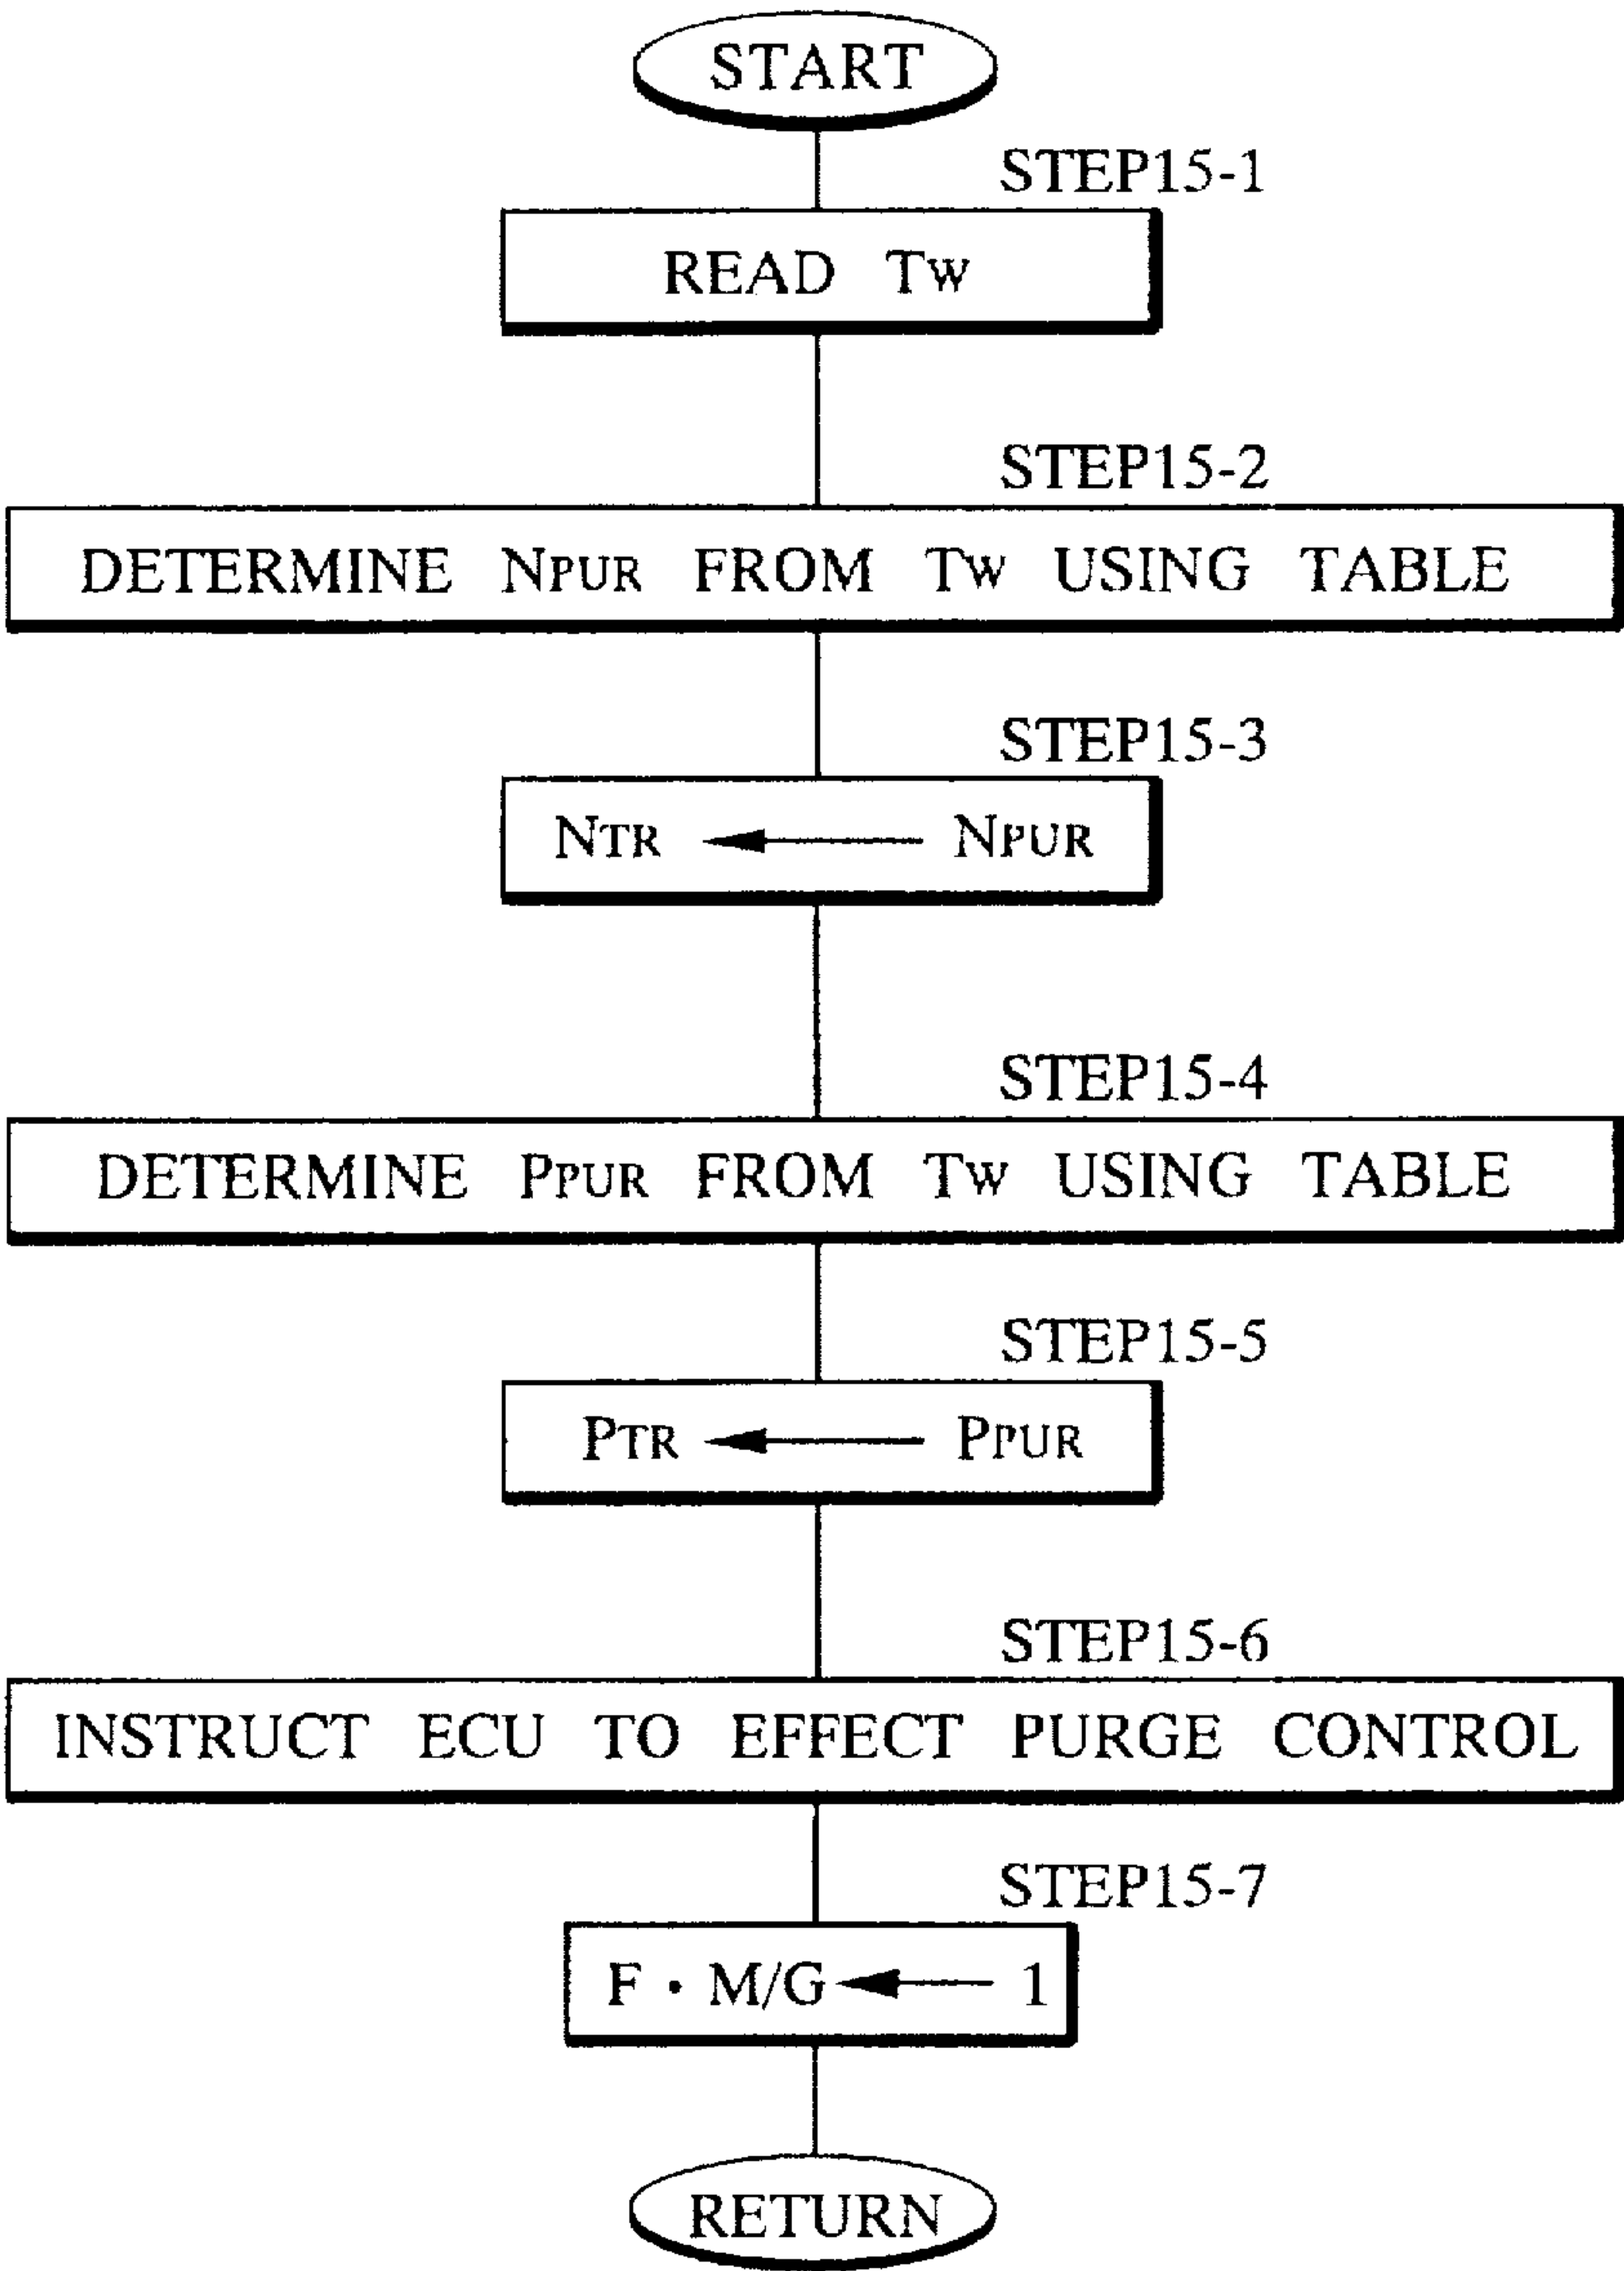 START
STEP15-1
READ TW
STEP15-2
DETERMINE NPUR FROM TW USING TABLE
STEP15-3
NTR ← NPUR
STEP15-4
DETERMINE PPUR FROM TW USING TABLE
STEP15-5
PTR ← PPUR
STEP15-6
INSTRUCT ECU TO EFFECT PURGE CONTROL
STEP15-7
F · M/G ← 1
RETURN